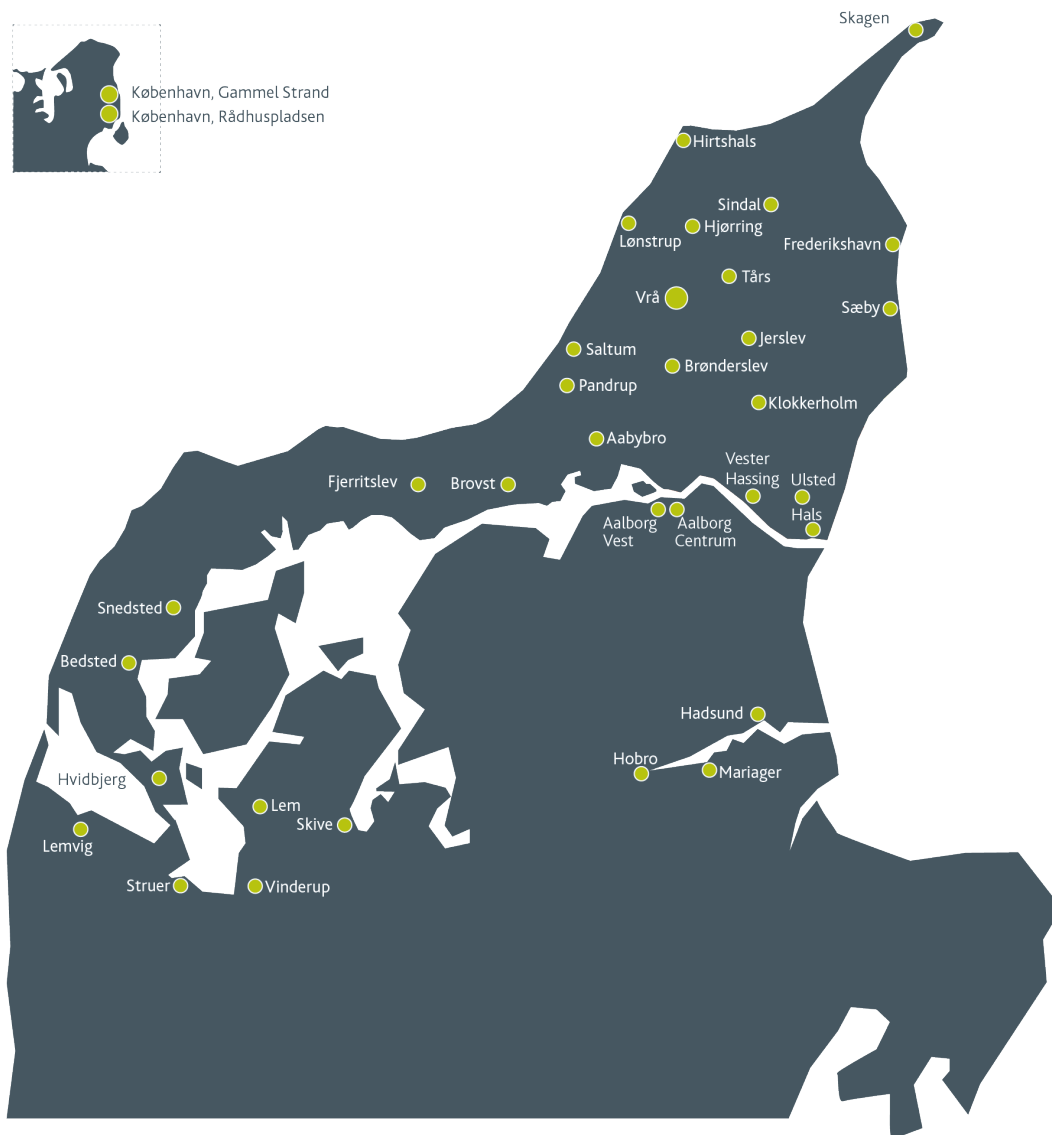 Skagen
København, Gammel Strand
København, Rådhuspladsen
Hirtshals
Sindal
Hjørring
Lønstrup
Frederikshavn
Tårs
Vrå
Sæby
Jerslev
Saltum
Brønderslev
Pandrup
Klokkerholm
Aabybro
Vester
Hassing
Ulsted
Fjerritslev
Brovst
Hals
Aalborg
Vest
Aalborg
Centrum
Snedsted
Bedsted
Hadsund
Hobro
Mariager
Hvidbjerg
Lem
Skive
Lemvig
Struer
Vinderup